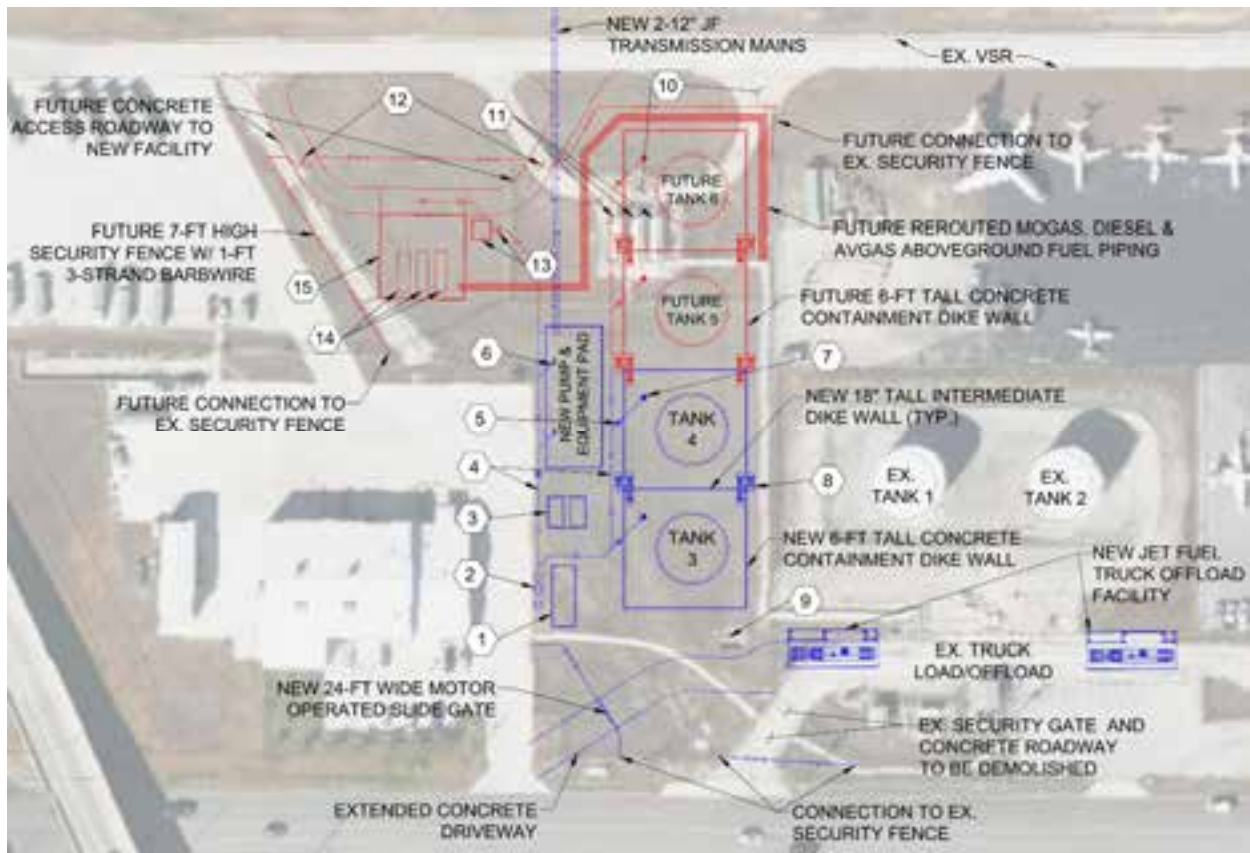 NEW 2-12" JF
TRANSMISSION MAINS
EX. VSR
FUTURE CONCRETE
ACCESS ROADWAY TO
NEW FACILITY
12
11
10
FUTURE CONNECTION TO
EX. SECURITY FENCE
FUTURE
TANK 6
FUTURE 7-FT HIGH
SECURITY FENCE W/ 1-FT
3-STRAND BARBWIRE
FUTURE REROUTED MOGAS, DIESEL &
AVGAS ABOVEGROUND FUEL PIPING
13
15
14
FUTURE
TANK 5
FUTURE 6-FT TALL CONCRETE
CONTAINMENT DIKE WALL
6
NEW PUMP &
EQUIPMENT PAD
7
FUTURE CONNECTION TO
EX. SECURITY FENCE
NEW 18" TALL INTERMEDIATE
DIKE WALL (TYP.)
5
TANK
4
4
8
EX.
TANK 1
EX.
TANK 2
3
TANK
3
NEW 6-FT TALL CONCRETE
CONTAINMENT DIKE WALL
NEW JET FUEL
TRUCK OFFLOAD
FACILITY
2
9
1
EX. TRUCK
LOAD/OFFLOAD
NEW 24-FT WIDE MOTOR
OPERATED SLIDE GATE
EX. SECURITY GATE AND
CONCRETE ROADWAY
TO BE DEMOLISHED
EXTENDED CONCRETE
DRIVEWAY
CONNECTION TO EX.
SECURITY FENCE